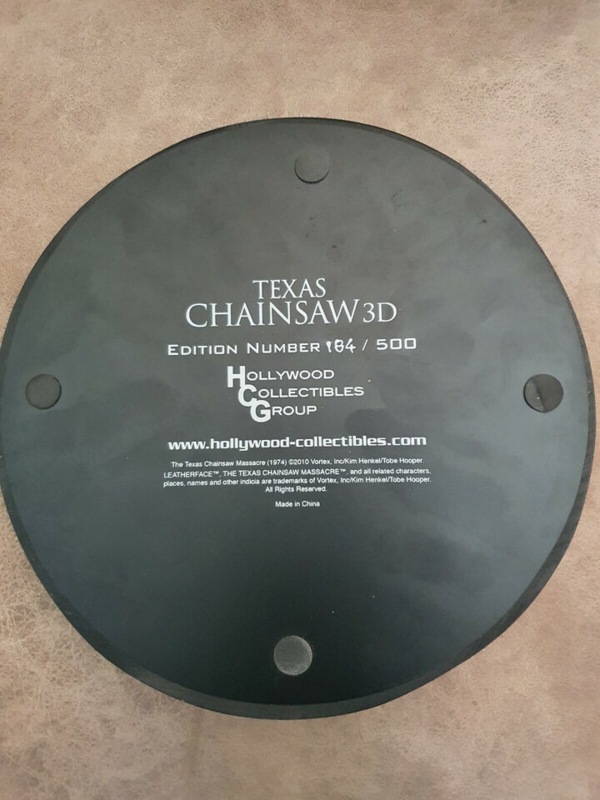 TEXAS
CHAINSAW 3D
EDITION NUMBER 184 / 500
HOLLYWOOD
COLLECTIBLES
GROUP
www.hollywood-collectibles.com
The Texas Chainsaw Massacre (1974) ©2010 Vortex, Inc/Kim Henkel/Tobe Hooper
LEATHERFACE™, THE TEXAS CHAINSAW MASSACRE™, and all related characters,
places, names and other indicia are trademarks of Vortex, Inc/Kim Henkel/Tobe Hooper.
All Rights Reserved.
Made in China